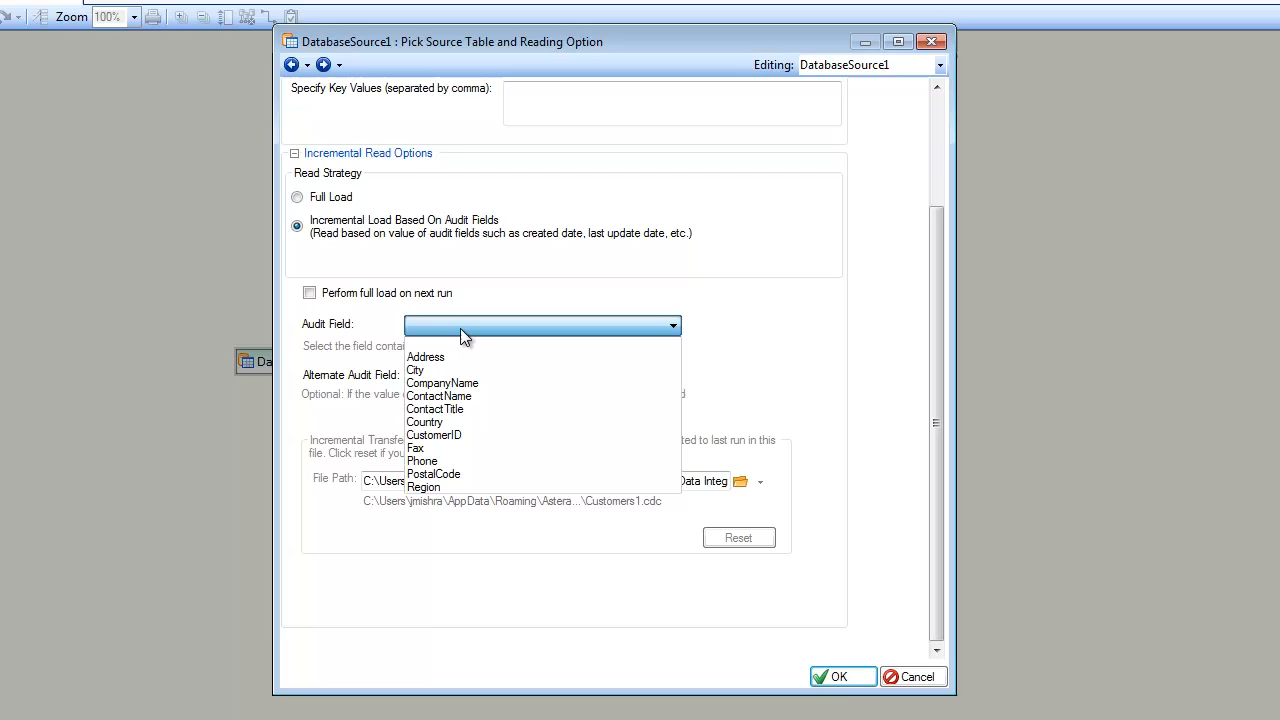 Zoom 100%
DatabaseSource1 : Pick Source Table and Reading Option
Editing: DatabaseSource1
Specify Key Values (separated by comma):
Incremental Read Options
Read Strategy
Full Load
Incremental Load Based On Audit Fields
(Read based on value of audit fields such as created date, last update date, etc.)
Perform full load on next run
Audit Field:
Select the field contai
Address
City
CompanyName
ContactName
ContactTitle
Country
CustomerID
Fax
Phone
PostalCode
Region
Da
Alternate Audit Field:
Optional: If the value
d
Incremental Transfe
ted to last run in this
file. Click reset if you
File Path: C:\Users
Data Integ
C:\Users\jmishra\AppData\Roaming\Astera...\Customers1.cdc
Reset
OK Cancel